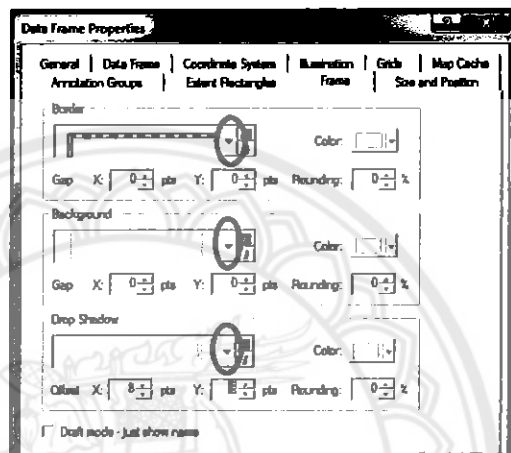 Data Frame Properties
General Data Frame Coordinate System Illumination Grids Map Cache
Annotation Groups Extent Rectangles Frame Size and Position
Border
Color:
Gap X: 0 pts Y: 0 pts Rounding: 0 %
Background
Color:
Gap X: 0 pts Y: 0 pts Rounding: 0 %
Drop Shadow
Color:
Offset X: 8 pts Y: pts Rounding: 0 %
Draft mode - just show name